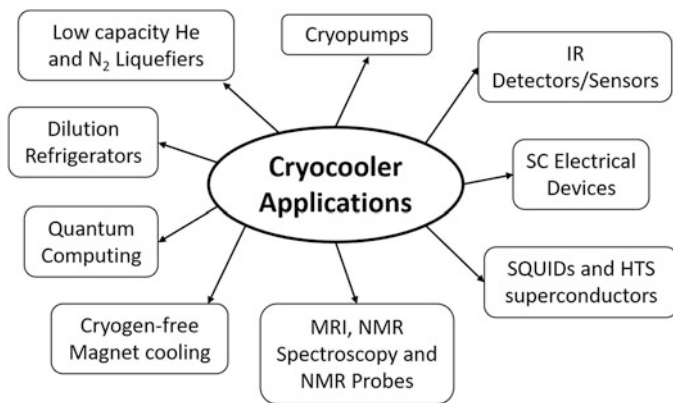 Low capacity He
and N₂ Liquefiers
Cryopumps
IR
Detectors/Sensors
Dilution
Refrigerators
Cryocooler
Applications
SC Electrical
Devices
Quantum
Computing
SQUIDs and HTS
superconductors
Cryogen-free
Magnet cooling
MRI, NMR
Spectroscopy and
NMR Probes